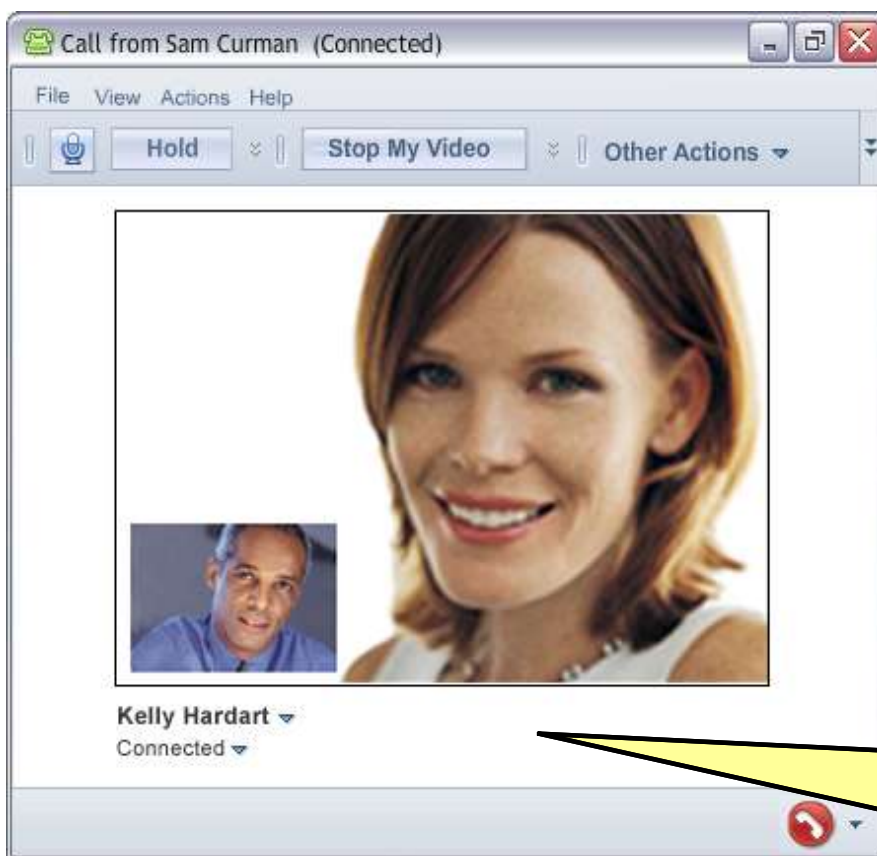 Call from Sam Curman (Connected)
File View Actions Help
Hold Stop My Video Other Actions
Kelly Hardart
Connected